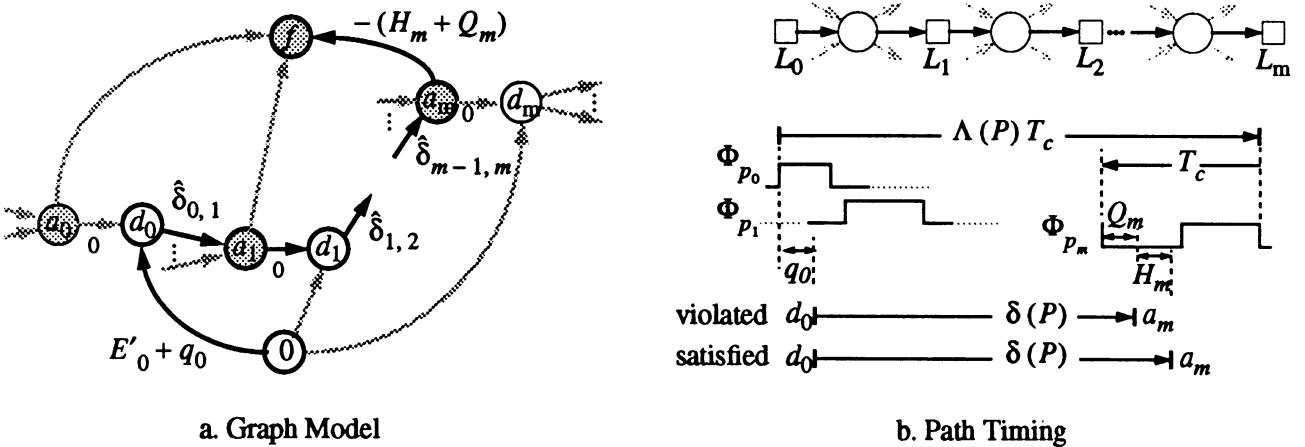 f
− (H_m + Q_m)
a_m 0 d_m
δ̂_{m − 1, m}
a_0 0 d_0 δ̂_{0, 1}
a_1 0 d_1 δ̂_{1, 2}
E'_0 + q_0 0
a. Graph Model
L_0 L_1 L_2 L_m
Λ (P) T_c
Φ_{p_0} T_c
Φ_{p_1} Q_m
Φ_{p_m}
q_0 H_m
violated d_0 δ (P) a_m
satisfied d_0 δ (P) a_m
b. Path Timing